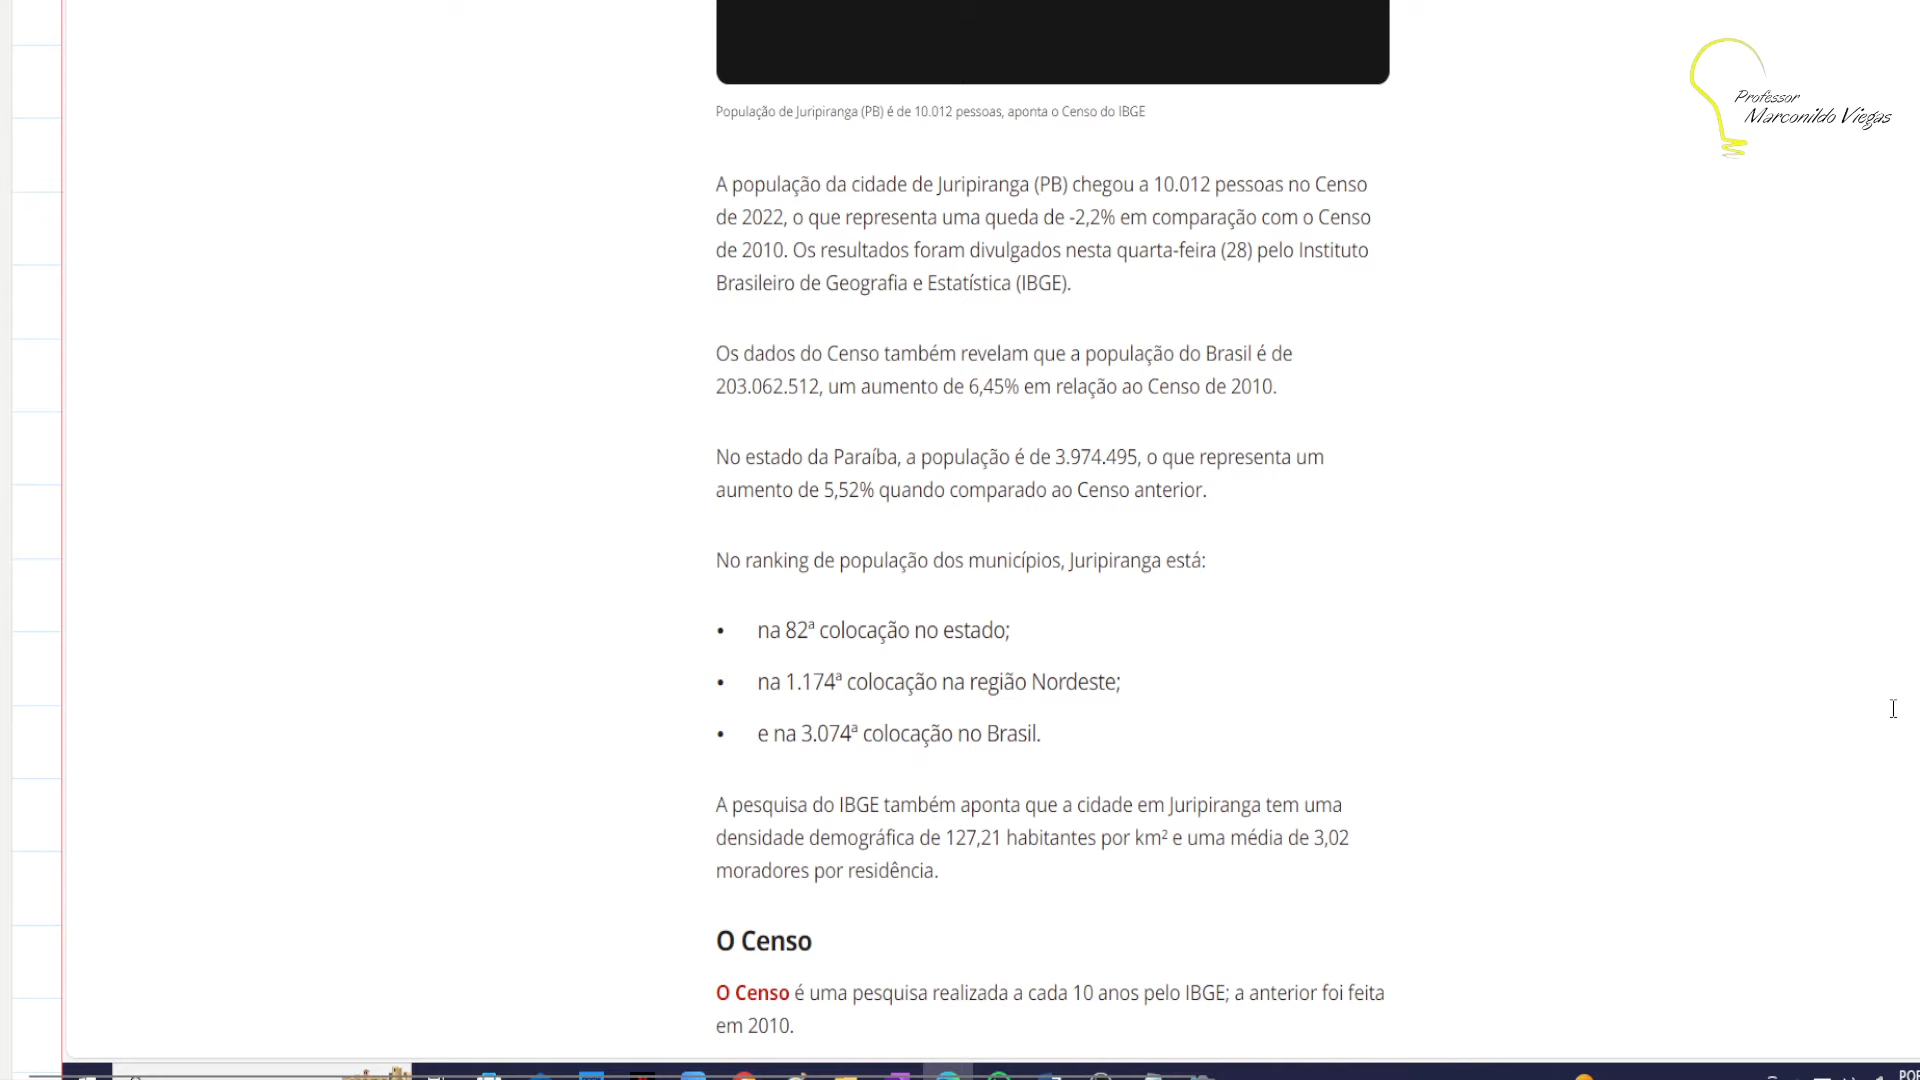 Professor
Marconildo Viegas
População de Juripiranga (PB) é de 10.012 pessoas, aponta o Censo do IBGE
A população da cidade de Juripiranga (PB) chegou a 10.012 pessoas no Censo
de 2022, o que representa uma queda de -2,2% em comparação com o Censo
de 2010. Os resultados foram divulgados nesta quarta-feira (28) pelo Instituto
Brasileiro de Geografia e Estatística (IBGE).
Os dados do Censo também revelam que a população do Brasil é de
203.062.512, um aumento de 6,45% em relação ao Censo de 2010.
No estado da Paraíba, a população é de 3.974.495, o que representa um
aumento de 5,52% quando comparado ao Censo anterior.
No ranking de população dos municípios, Juripiranga está:
• na 82ª colocação no estado;
• na 1.174ª colocação na região Nordeste;
• e na 3.074ª colocação no Brasil.
A pesquisa do IBGE também aponta que a cidade em Juripiranga tem uma
densidade demográfica de 127,21 habitantes por km² e uma média de 3,02
moradores por residência.
O Censo
O Censo é uma pesquisa realizada a cada 10 anos pelo IBGE; a anterior foi feita
em 2010.